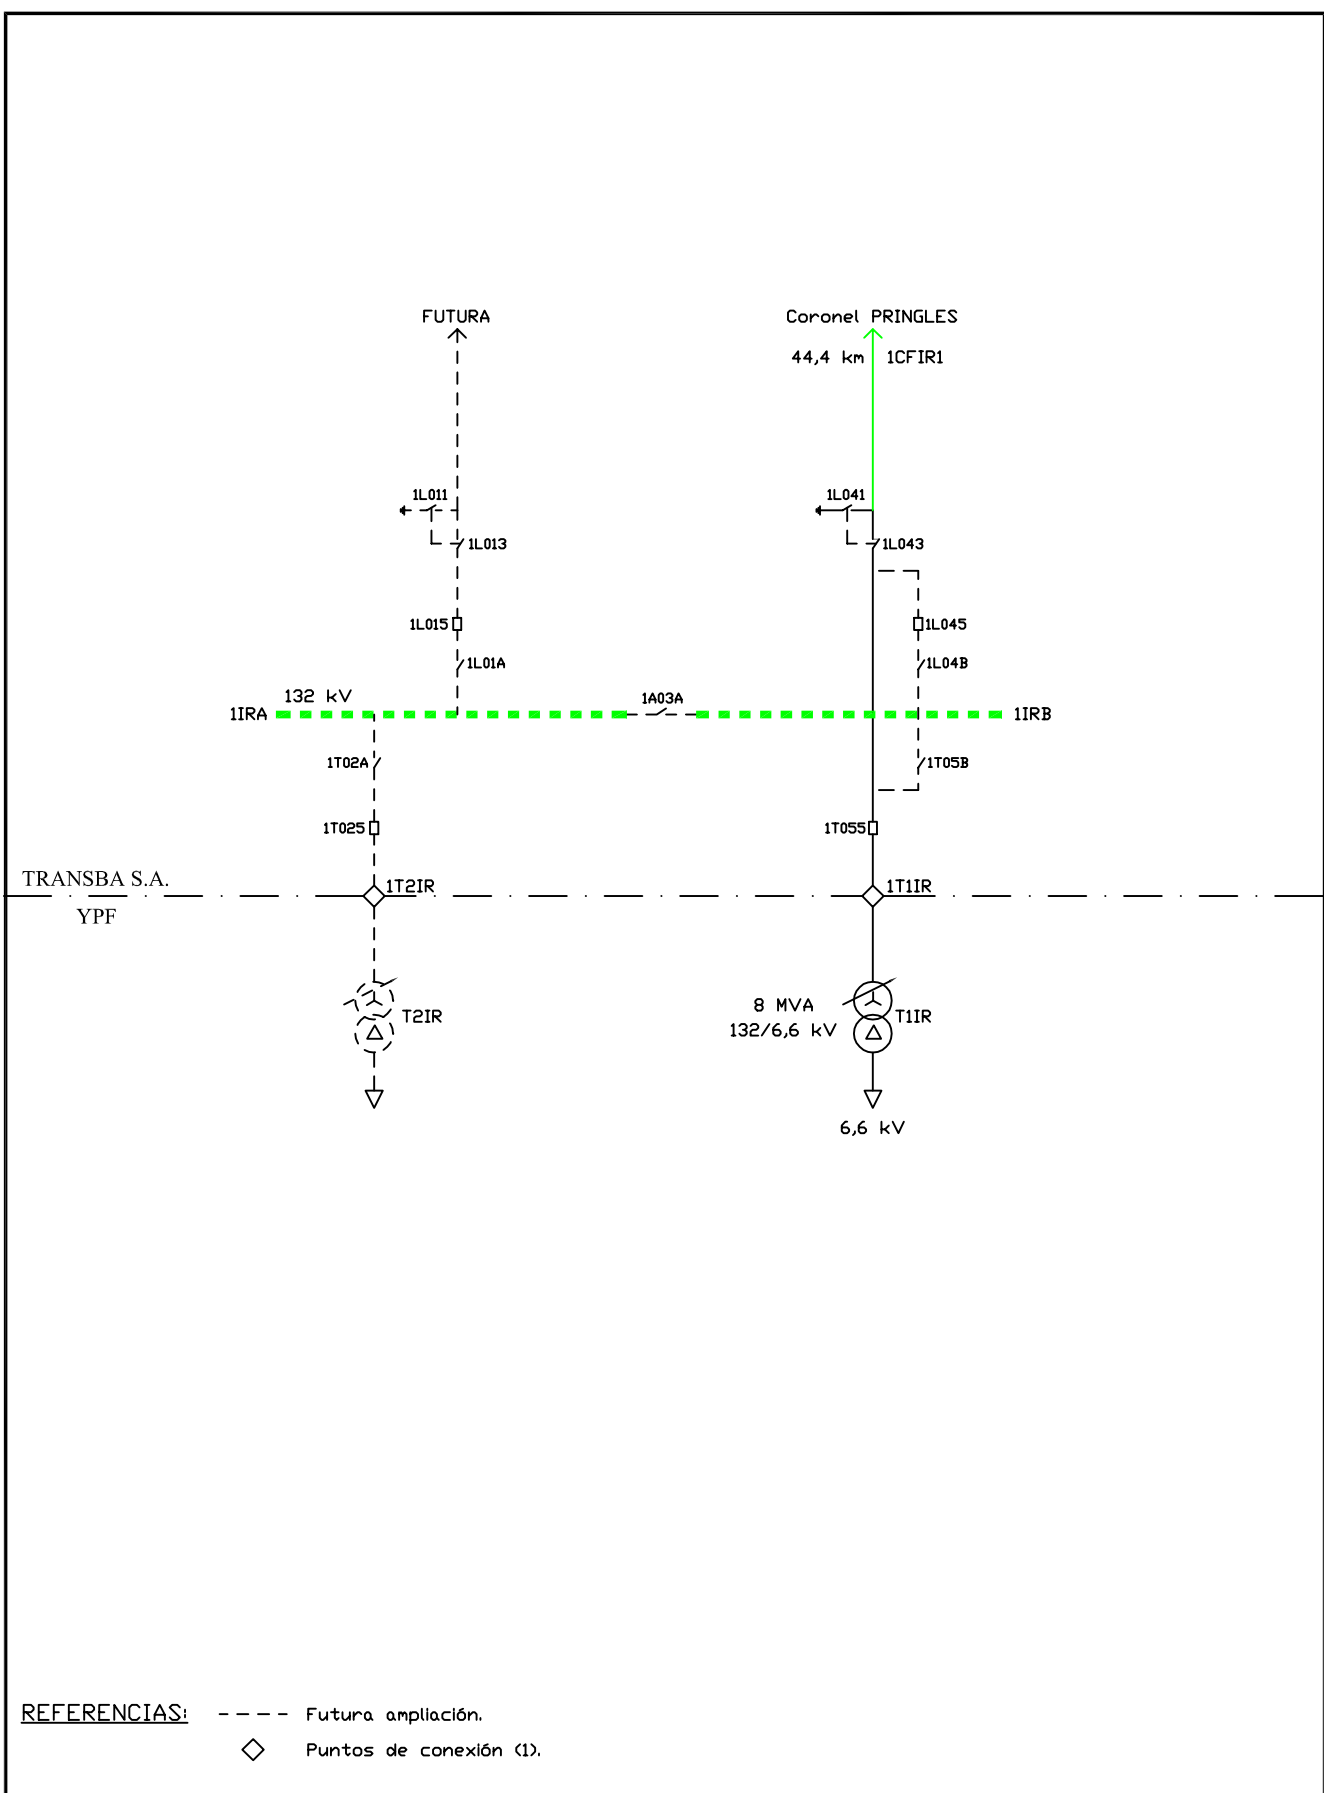 FUTURA
Coronel PRINGLES
44,4 km
1CFIR1
1L011
1L041
1L013
1L043
1L015
1L045
1L01A
1L04B
132 kV
1A03A
1IRA
1IRB
1T02A
1T05B
1T025
1T055
TRANSBA S.A.
1T2IR
1T1IR
YPF
8 MVA
T2IR
T1IR
132/6,6 kV
6,6 kV
REFERENCIAS:
Futura ampliación.
Puntos de conexión (1).